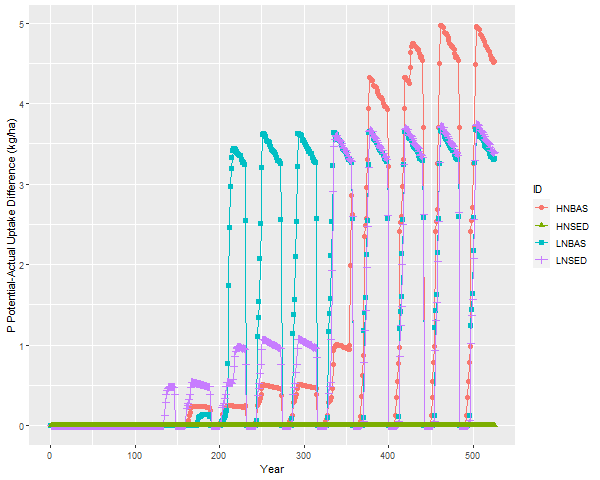 P Potential-Actual Uptake Difference (kg/ha)
5
4
3
2
1
0
0
100
200
300
400
500
Year
ID
HNBAS
HNSED
LNBAS
LNSED